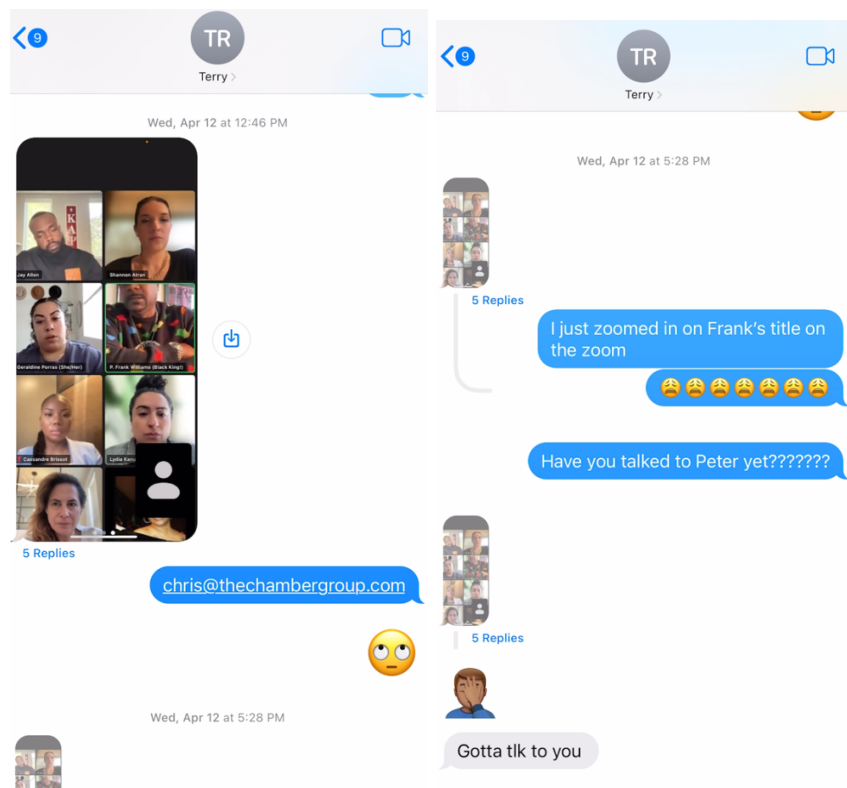 9
TR
Terry
Wed, Apr 12 at 12:46 PM
KAP
Jay Allen
Shannen
Geraldine Porras (She/Her)
P. Frank Williams (Black King!)
Cassandre
Lydia
5 Replies
chris@thechambergroup.com
Wed, Apr 12 at 5:28 PM
9
TR
Terry
Wed, Apr 12 at 5:28 PM
5 Replies
I just zoomed in on Frank's title on
the zoom
Have you talked to Peter yet???????
5 Replies
Gotta tlk to you